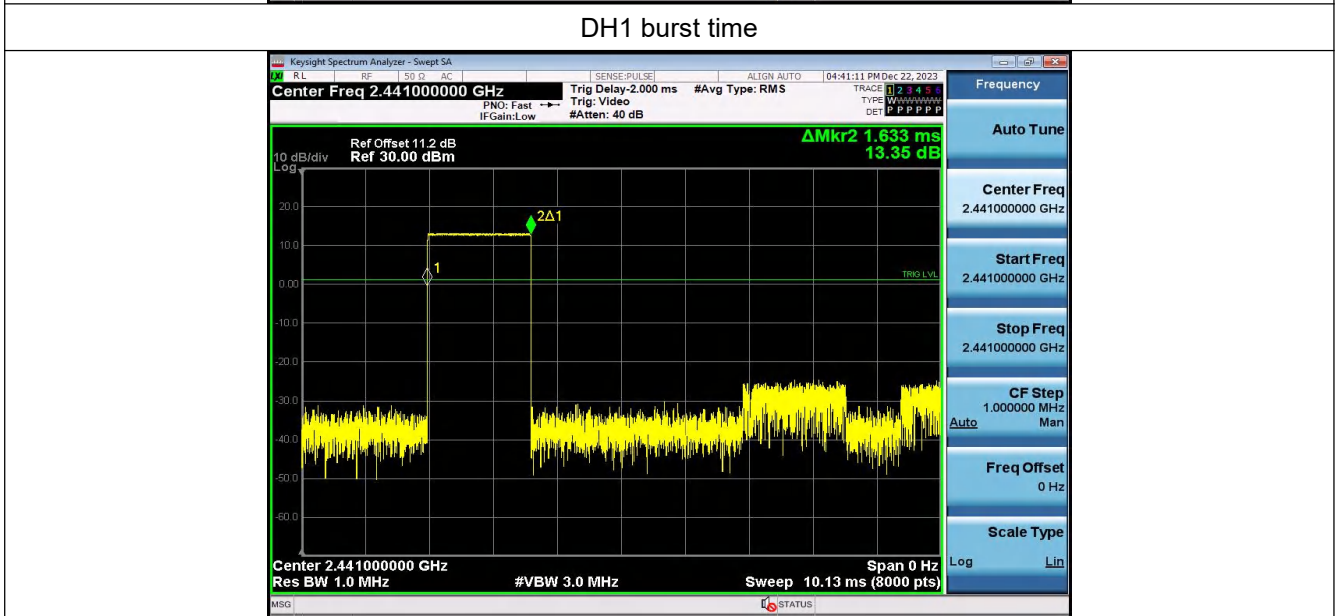 DH1 burst time
Keysight Spectrum Analyzer - Swept SA
LXI RL RF 50 Ω AC SENSE:PULSE ALIGN AUTO 04:41:11 PM Dec 22, 2023
Center Freq 2.441000000 GHz
PNO: Fast
IFGain:Low
Trig Delay-2.000 ms
Trig: Video
#Atten: 40 dB
#Avg Type: RMS
TRACE 1 2 3 4 5 6
TYPE WWWWWW
DET P P P P P P
ΔMkr2 1.633 ms
13.35 dB
Ref Offset 11.2 dB
10 dB/div Ref 30.00 dBm
Log
20.0
10.0
0.00
-10.0
-20.0
-30.0
-40.0
-50.0
-60.0
1
2Δ1
TRIG LVL
Center 2.441000000 GHz Span 0 Hz
Res BW 1.0 MHz #VBW 3.0 MHz Sweep 10.13 ms (8000 pts)
MSG STATUS
Frequency
Auto Tune
Center Freq
2.441000000 GHz
Start Freq
2.441000000 GHz
Stop Freq
2.441000000 GHz
CF Step
1.000000 MHz
Auto Man
Freq Offset
0 Hz
Scale Type
Log Lin